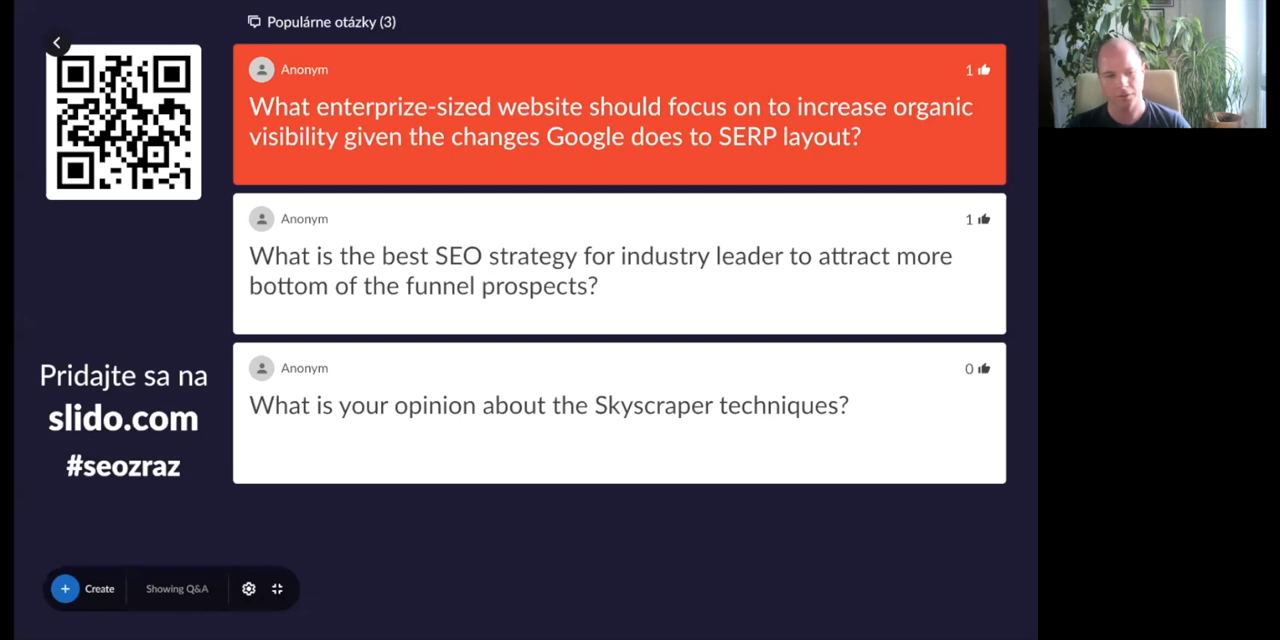 Populárne otázky (3)
Anonym
1
What enterprize-sized website should focus on to increase organic
visibility given the changes Google does to SERP layout?
Anonym
1
What is the best SEO strategy for industry leader to attract more
bottom of the funnel prospects?
Anonym
0
What is your opinion about the Skyscraper techniques?
Pridajte sa na
slido.com
#seozraz
Create
Showing Q&A